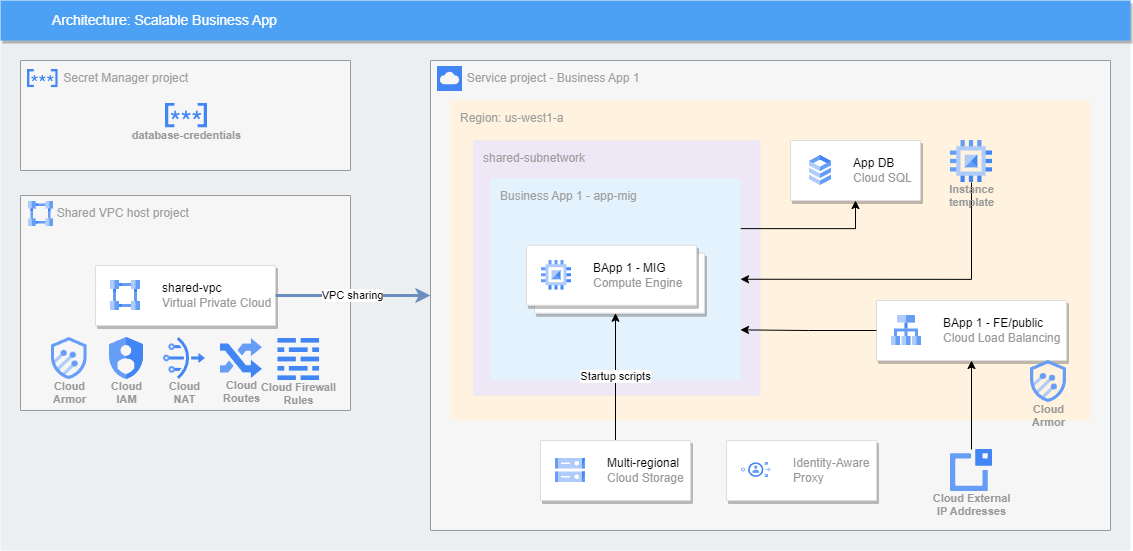 Architecture: Scalable Business App
[***] Secret Manager project
[***]
database-credentials
Shared VPC host project
shared-vpc
Virtual Private Cloud
VPC sharing
Cloud
Armor
Cloud
IAM
Cloud
NAT
Cloud
Routes
Cloud Firewall
Rules
Service project - Business App 1
Region: us-west1-a
shared-subnetwork
Business App 1 - app-mig
BApp 1 - MIG
Compute Engine
App DB
Cloud SQL
Instance
template
BApp 1 - FE/public
Cloud Load Balancing
Cloud
Armor
Startup scripts
Multi-regional
Cloud Storage
Identity-Aware
Proxy
Cloud External
IP Addresses